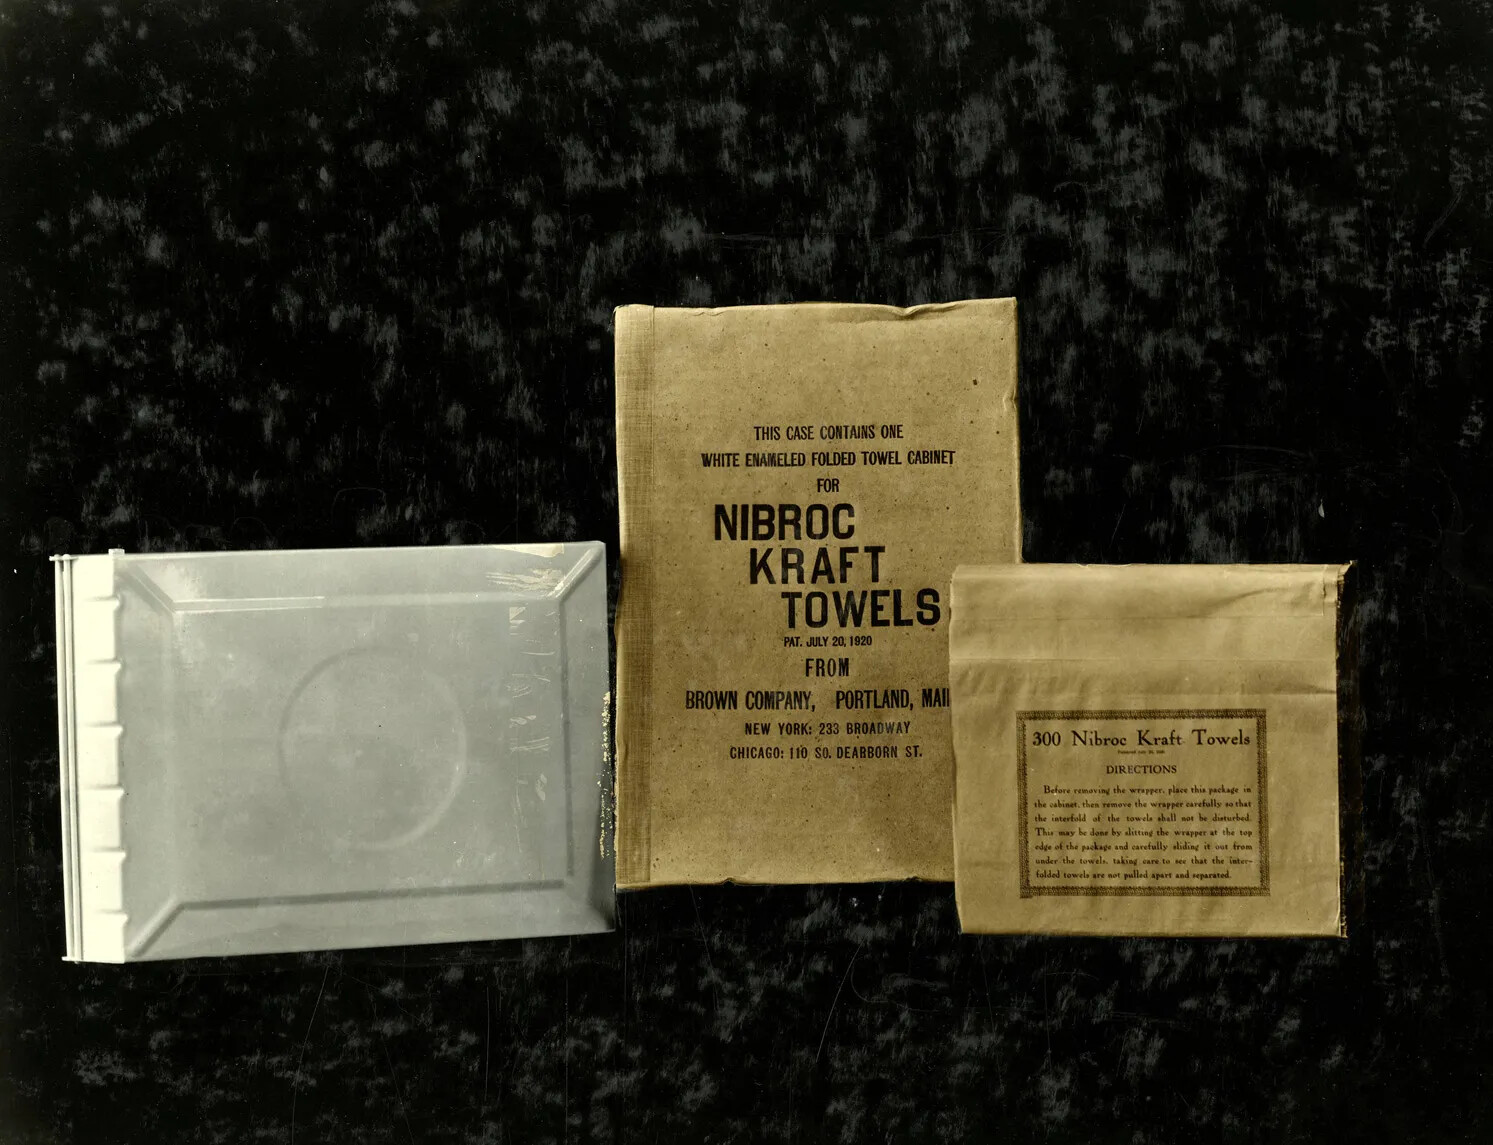 THIS CASE CONTAINS ONE
WHITE ENAMELED FOLDED TOWEL CABINET
FOR
NIBROC
KRAFT
TOWELS
PAT. JULY 20, 1920
FROM
BROWN COMPANY, PORTLAND, MAI
NEW YORK: 233 BROADWAY
CHICAGO: 110 SO. DEARBORN ST.
300 Nibroc Kraft Towels
DIRECTIONS
Before removing the wrapper, place this package in
the cabinet, then remove the wrapper carefully so that
the interfold of the towels shall not be disturbed.
This may be done by slitting the wrapper at the top
edge of the package and carefully sliding it out from
under the towels, taking care to see that the inter-
folded towels are not pulled apart and separated.